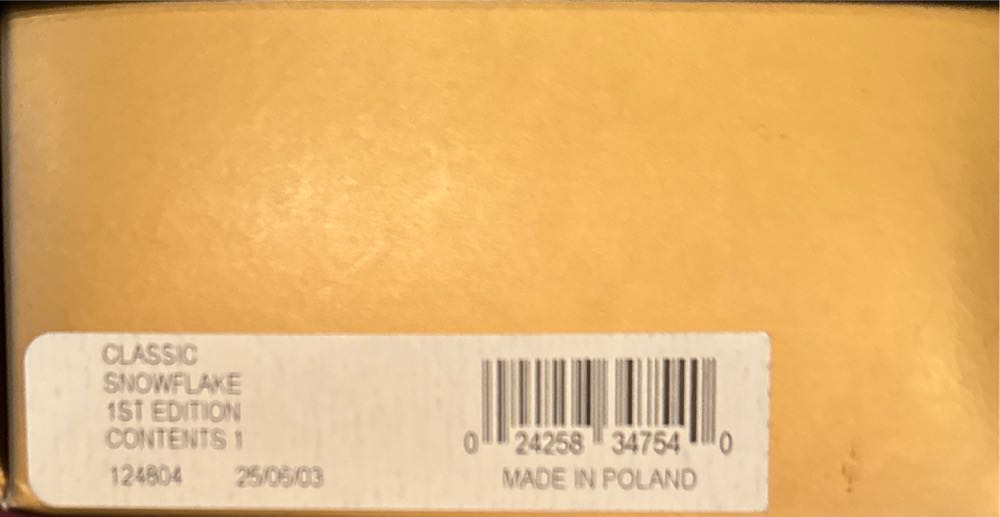 CLASSIC
SNOWFLAKE
1ST EDITION
CONTENTS 1
124804 25/06/03
0 24258 34754 0
MADE IN POLAND